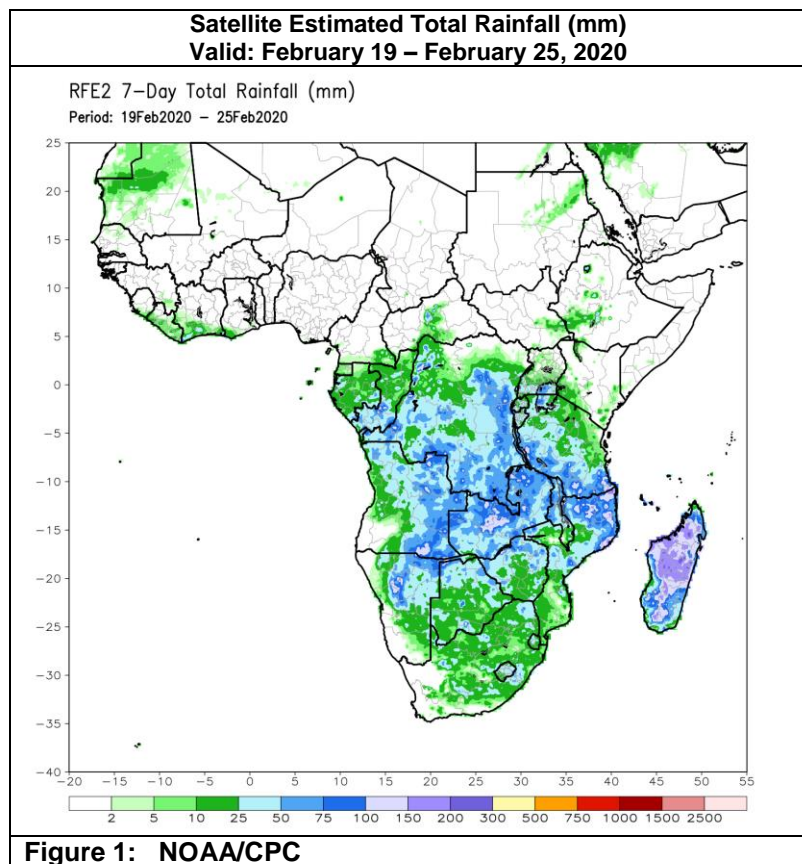 Satellite Estimated Total Rainfall (mm)
Valid: February 19 – February 25, 2020
RFE2 7-Day Total Rainfall (mm)
Period: 19Feb2020 – 25Feb2020
25
20
15
10
5
0
-5
-10
-15
-20
-25
-30
-35
-40
-20 -15 -10 -5 0 5 10 15 20 25 30 35 40 45 50 55
2 5 10 25 50 75 100 150 200 300 500 750 1000 1500 2500
Figure 1: NOAA/CPC